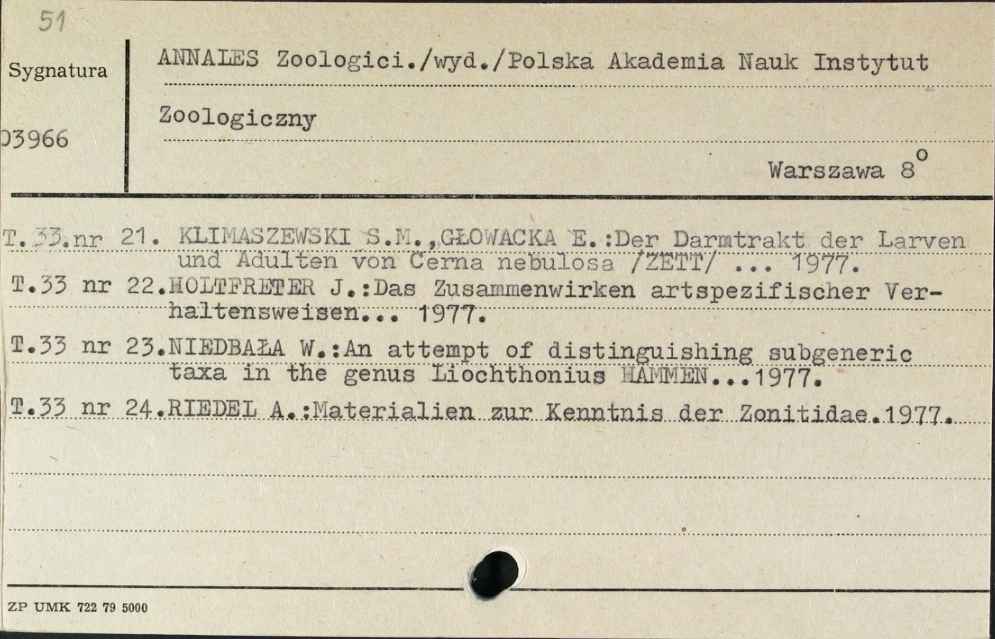 51
Sygnatura
ANNALES Zoologici./wyd./Polska Akademia Nauk Instytut
Zoologiczny
03966
Warszawa 8o
T.33.nr 21. KLIMASZEWSKI S.M.,GŁOWACKA E.:Der Darmtrakt der Larven
und Adulten von Cerna nebulosa /ZETT/ ... 1977.
T.33 nr 22.HOLTFRETER J.:Das Zusammenwirken artspezifischer Ver-
haltensweisen... 1977.
T.33 nr 23.NIEDBAŁA W.:An attempt of distinguishing subgeneric
taxa in the genus Liochthonius HAMMEN...1977.
T.33 nr 24.RIEDEL A.:Materialien zur Kenntnis der Zonitidae.1977.
ZP UMK 722 79 5000